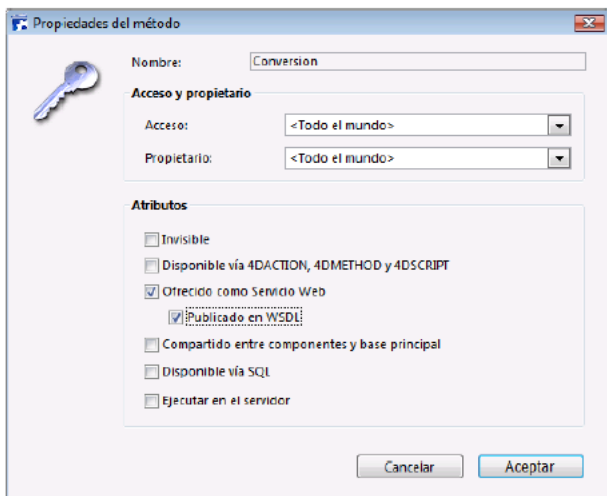 Propiedades del método
Nombre: Conversion
Acceso y propietario
Acceso: <Todo el mundo>
Propietario: <Todo el mundo>
Atributos
Invisible
Disponible vía 4DACTION, 4DMETHOD y 4DSCRIPT
Ofrecido como Servicio Web
Publicado en WSDL
Compartido entre componentes y base principal
Disponible vía SQL
Ejecutar en el servidor
Cancelar Aceptar